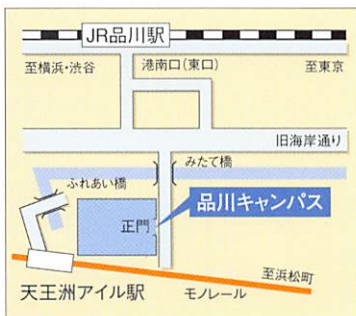 JR品川駅
至横浜・渋谷
港南口(東口)
至東京
旧海岸通り
みたて橋
ふれあい橋
品川キャンパス
正門
至浜松町
天王洲アイル駅
モノレール